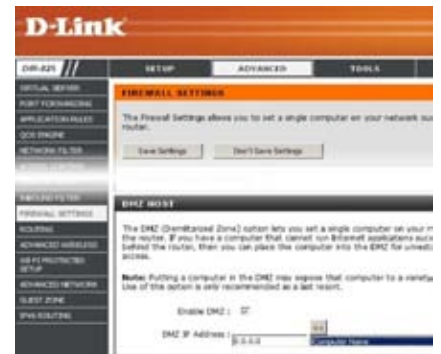 D-Link
DIR-825
SETUP
ADVANCED
TOOLS
VIRTUAL SERVER
PORT FORWARDING
APPLICATION RULES
QOS ENGINE
NETWORK FILTER
INBOUND FILTER
FIREWALL SETTINGS
ROUTING
ADVANCED WIRELESS
WI-FI PROTECTED
SETUP
ADVANCED NETWORK
GUEST ZONE
IPV6 ROUTING
FIREWALL SETTINGS
The Firewall Settings allows you to set a single computer on your network
router.
Save Settings
Don't Save Settings
DMZ HOST
The DMZ (Demilitarized Zone) option lets you set a single computer on your
the router. If you have a computer that cannot run Internet applications
behind the router, then you can place the computer into the DMZ for
access.
Note: Putting a computer in the DMZ may expose that computer to a
Use of this option is only recommended as a last resort.
Enable DMZ :
DMZ IP Address :
0.0.0.0
<<
Computer Name